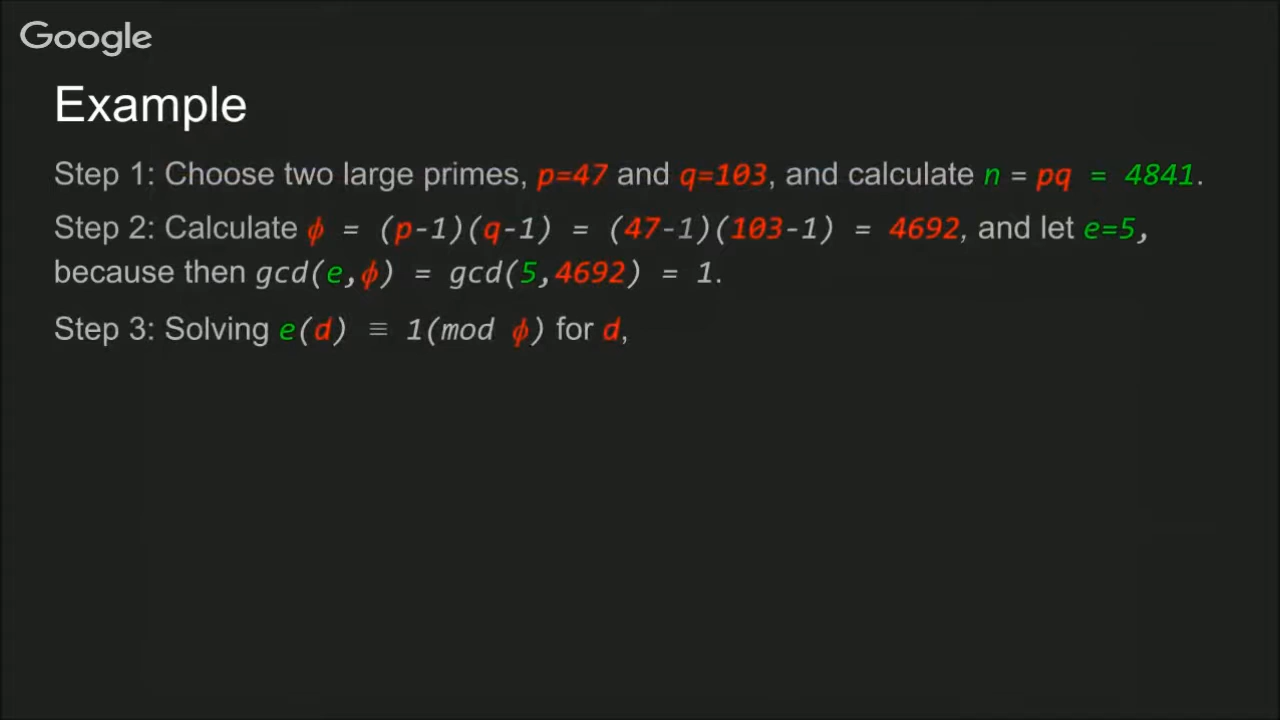 Google
Example
Step 1: Choose two large primes, p=47 and q=103, and calculate n = pq = 4841.
Step 2: Calculate ϕ = (p-1)(q-1) = (47-1)(103-1) = 4692, and let e=5,
because then gcd(e,ϕ) = gcd(5,4692) = 1.
Step 3: Solving e(d) ≡ 1(mod ϕ) for d,